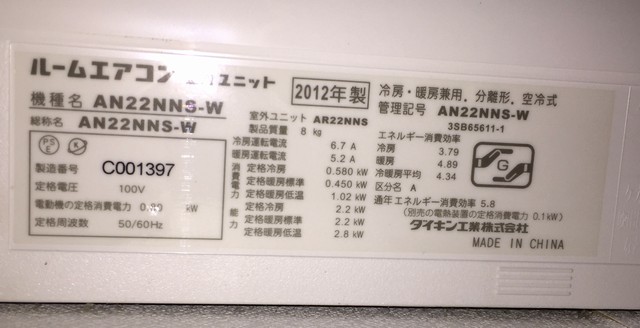 ルームエアコン ユニット
2012年製
冷房・暖房兼用．分離形．空冷式
機種名 AN22NNS-W
総称名 AN22NNS-W
室外ユニット AR22NNS
製品質量 8 kg
管理記号 AN22NNS-W
3SB65611-1
PSE
製造番号 C001397
定格電圧 100V
電動機の定格消費電力 kW
定格周波数 50/60Hz
冷房運転電流 6.7 A
暖房運転電流 5.2 A
消費電力
定格冷房 0.580 kW
定格暖房標準 0.450 kW
定格暖房低温 1.02 kW
能力
定格冷房 2.2 kW
定格暖房標準 2.2 kW
定格暖房低温 2.8 kW
エネルギー消費効率
冷房 3.79
暖房 4.89
冷暖房平均 4.34
区分名 A
G
通年エネルギー消費効率 5.8
(別売の電熱装置の定格消費電力 0.1kW)
ダイキン工業株式会社
MADE IN CHINA